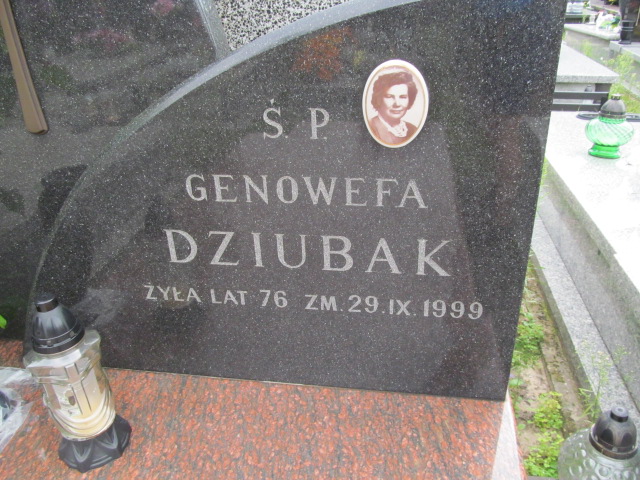 Ś. P.
GENOWEFA
DZIUBAK
ŻYŁA LAT 76 ZM. 29.IX.1999